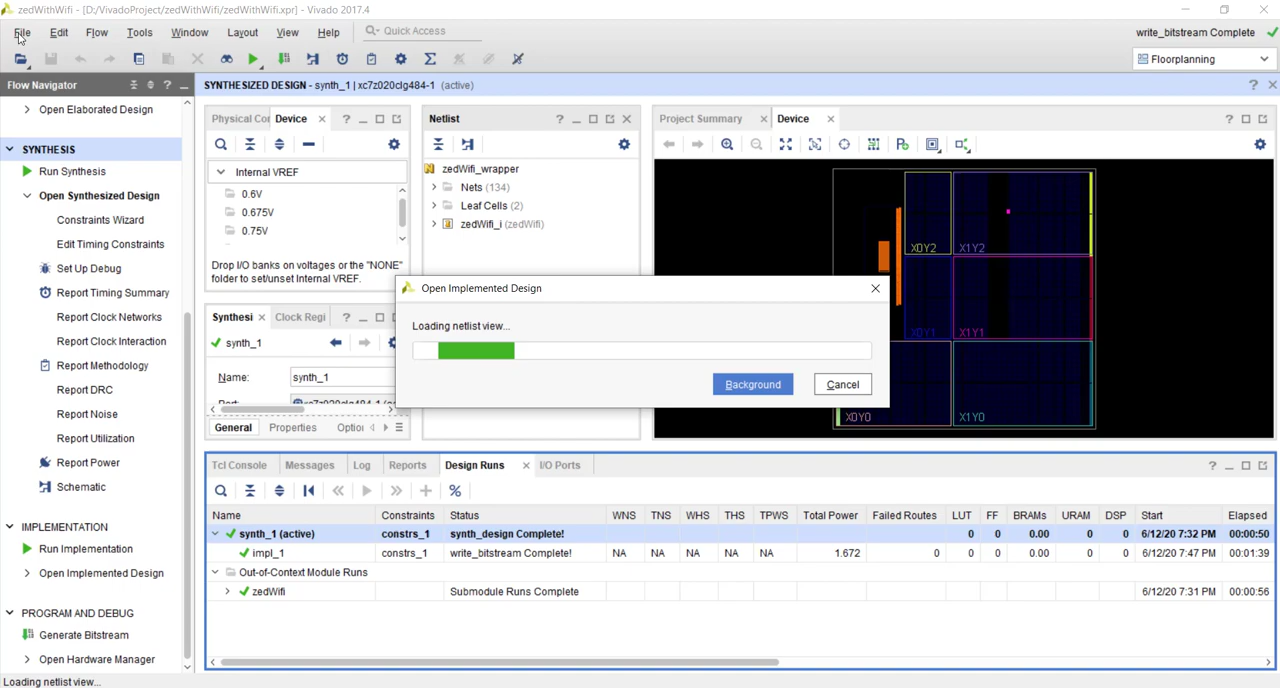 zedWithWifi - [D:/VivadoProject/zedWithWifi/zedWithWifi.xpr] - Vivado 2017.4
File Edit Flow Tools Window Layout View Help Quick Access
write_bitstream Complete
Floorplanning
Flow Navigator
SYNTHESIZED DESIGN - synth_1 | xc7z020clg484-1 (active)
Open Elaborated Design
SYNTHESIS
Run Synthesis
Open Synthesized Design
Constraints Wizard
Edit Timing Constraints
Set Up Debug
Report Timing Summary
Report Clock Networks
Report Clock Interaction
Report Methodology
Report DRC
Report Noise
Report Utilization
Report Power
Schematic
IMPLEMENTATION
Run Implementation
Open Implemented Design
PROGRAM AND DEBUG
Generate Bitstream
Open Hardware Manager
Loading netlist view...
Physical Con Device
Internal VREF
0.6V
0.675V
0.75V
Drop I/O banks on voltages or the "NONE"
folder to set/unset Internal VREF.
Synthesi Clock Regi
synth_1
Name: synth_1
General Properties Option
Netlist
zedWifi_wrapper
Nets (134)
Leaf Cells (2)
zedWifi_i (zedWifi)
Project Summary Device
X0Y2 X1Y2
X0Y1 X1Y1
X0Y0 X1Y0
Open Implemented Design
Loading netlist view...
Background Cancel
Tcl Console Messages Log Reports Design Runs I/O Ports
Name Constraints Status WNS TNS WHS THS TPWS Total Power Failed Routes LUT FF BRAMs URAM DSP Start Elapsed
synth_1 (active) constrs_1 synth_design Complete! 0 0 0.00 0 0 6/12/20 7:32 PM 00:00:50
impl_1 constrs_1 write_bitstream Complete! NA NA NA NA NA 1.672 0 0 0 0.00 0 0 6/12/20 7:47 PM 00:01:39
Out-of-Context Module Runs
zedWifi Submodule Runs Complete 6/12/20 7:31 PM 00:00:56